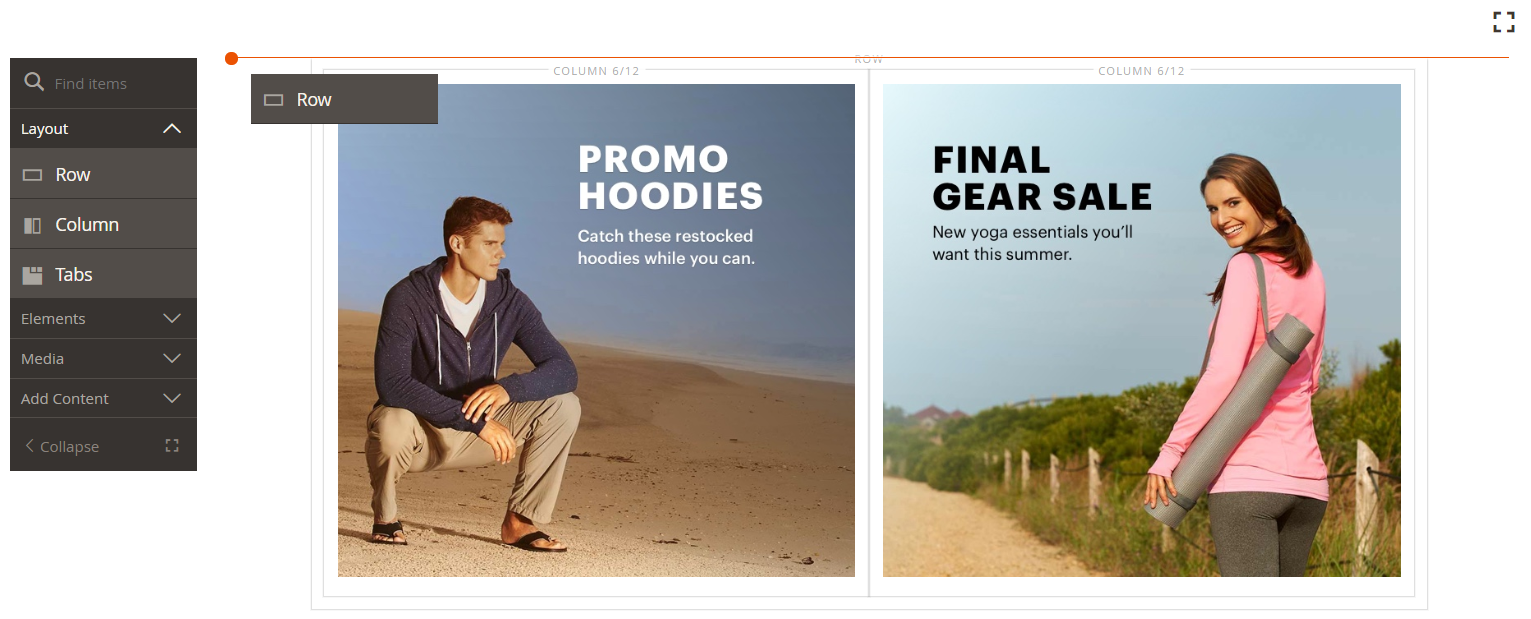 Find items
Layout
Row
Column
Tabs
Elements
Media
Add Content
Collapse
Row
ROW
COLUMN 6/12
COLUMN 6/12
PROMO
HOODIES
Catch these restocked
hoodies while you can.
FINAL
GEAR SALE
New yoga essentials you’ll
want this summer.